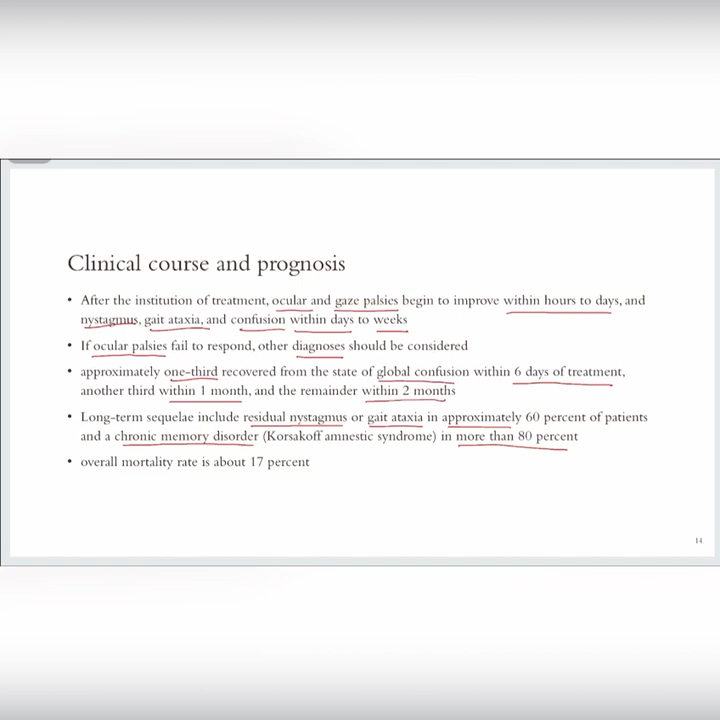 Clinical course and prognosis
• After the institution of treatment, ocular and gaze palsies begin to improve within hours to days, and
nystagmus, gait ataxia, and confusion within days to weeks
• If ocular palsies fail to respond, other diagnoses should be considered
• approximately one-third recovered from the state of global confusion within 6 days of treatment,
another third within 1 month, and the remainder within 2 months
• Long-term sequelae include residual nystagmus or gait ataxia in approximately 60 percent of patients
and a chronic memory disorder (Korsakoff amnestic syndrome) in more than 80 percent
• overall mortality rate is about 17 percent
14